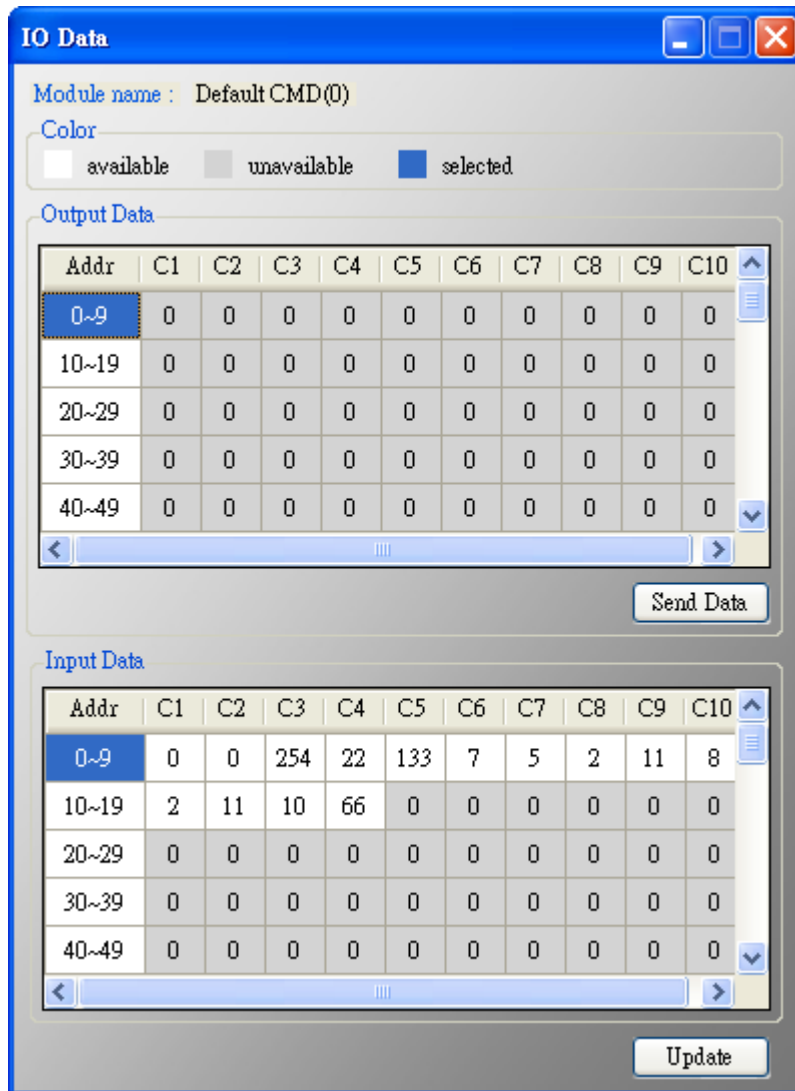 IO Data
Module name : Default CMD(0)
Color
available unavailable selected
Output Data
Addr C1 C2 C3 C4 C5 C6 C7 C8 C9 C10
0~9 0 0 0 0 0 0 0 0 0 0
10~19 0 0 0 0 0 0 0 0 0 0
20~29 0 0 0 0 0 0 0 0 0 0
30~39 0 0 0 0 0 0 0 0 0 0
40~49 0 0 0 0 0 0 0 0 0 0
Send Data
Input Data
Addr C1 C2 C3 C4 C5 C6 C7 C8 C9 C10
0~9 0 0 254 22 133 7 5 2 11 8
10~19 2 11 10 66 0 0 0 0 0 0
20~29 0 0 0 0 0 0 0 0 0 0
30~39 0 0 0 0 0 0 0 0 0 0
40~49 0 0 0 0 0 0 0 0 0 0
Update